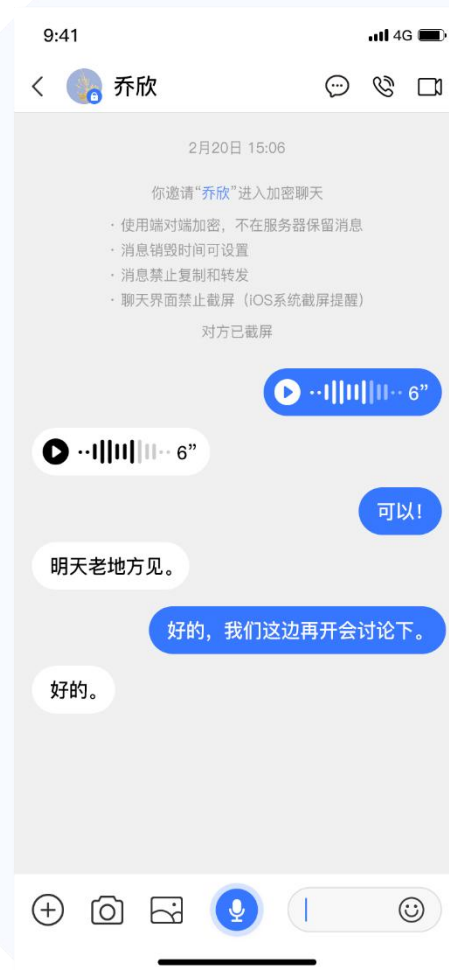 9:41
4G
乔欣
2月20日 15:06
你邀请“乔欣”进入加密聊天
· 使用端对端加密，不在服务器保留消息
· 消息销毁时间可设置
· 消息禁止复制和转发
· 聊天界面禁止截屏（iOS系统截屏提醒）
对方已截屏
6”
6”
可以!
明天老地方见。
好的，我们这边再开会讨论下。
好的。